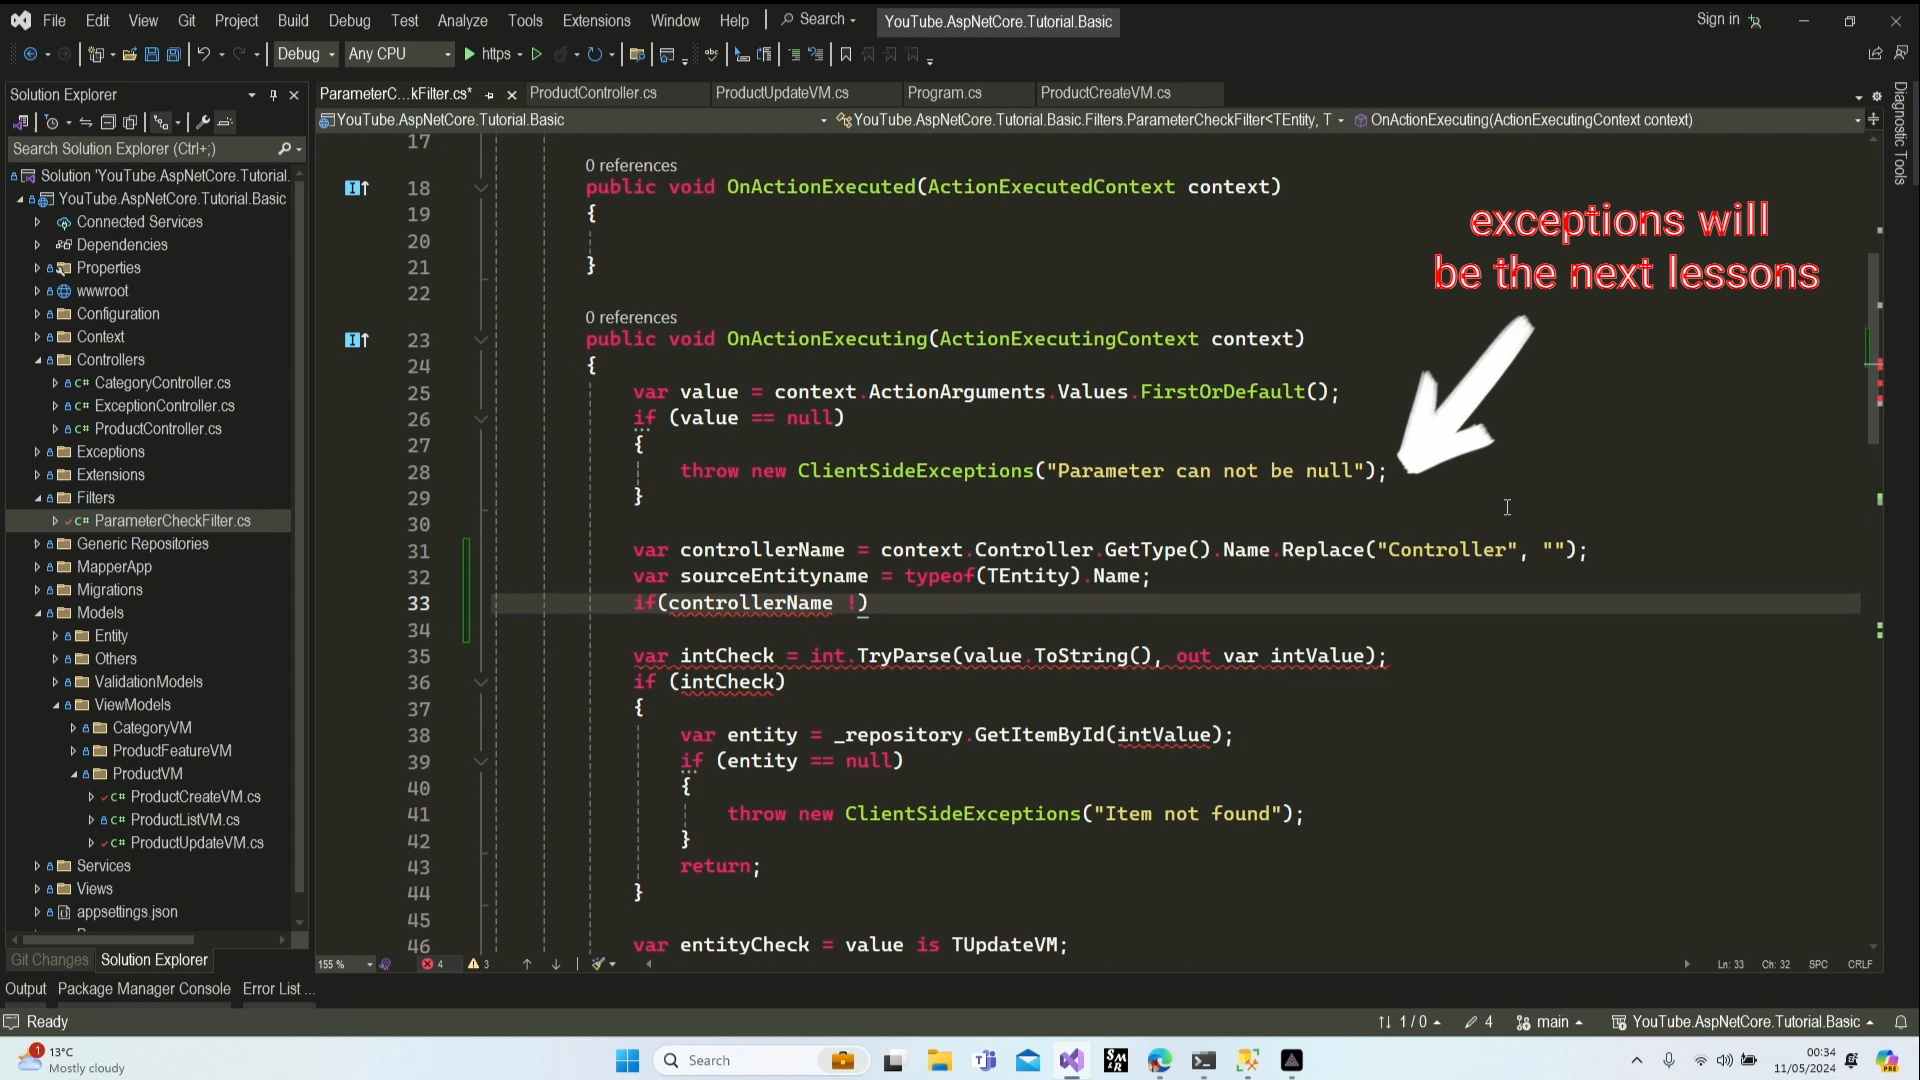 File Edit View Git Project Build Debug Test Analyze Tools Extensions Window Help Search YouTube.AspNetCore.Tutorial.Basic Sign in
Debug Any CPU https
Solution Explorer
ParameterC...kFilter.cs* ProductController.cs ProductUpdateVM.cs Program.cs ProductCreateVM.cs
YouTube.AspNetCore.Tutorial.Basic YouTube.AspNetCore.Tutorial.Basic.Filters.ParameterCheckFilter<TEntity, T OnActionExecuting(ActionExecutingContext context)
Search Solution Explorer (Ctrl+;)
Solution 'YouTube.AspNetCore.Tutorial.
YouTube.AspNetCore.Tutorial.Basic
Connected Services
Dependencies
Properties
wwwroot
Configuration
Context
Controllers
C# CategoryController.cs
C# ExceptionController.cs
C# ProductController.cs
Exceptions
Extensions
Filters
C# ParameterCheckFilter.cs
Generic Repositories
MapperApp
Migrations
Models
Entity
Others
ValidationModels
ViewModels
CategoryVM
ProductFeatureVM
ProductVM
C# ProductCreateVM.cs
C# ProductListVM.cs
C# ProductUpdateVM.cs
Services
Views
appsettings.json
Git Changes Solution Explorer
17
0 references
18 public void OnActionExecuted(ActionExecutedContext context)
19 {
20
21 }
22
0 references
23 public void OnActionExecuting(ActionExecutingContext context)
24 {
25 var value = context.ActionArguments.Values.FirstOrDefault();
26 if (value == null)
27 {
28 throw new ClientSideExceptions("Parameter can not be null");
29 }
30
31 var controllerName = context.Controller.GetType().Name.Replace("Controller", "");
32 var sourceEntityname = typeof(TEntity).Name;
33 if(controllerName !)
34
35 var intCheck = int.TryParse(value.ToString(), out var intValue);
36 if (intCheck)
37 {
38 var entity = _repository.GetItemById(intValue);
39 if (entity == null)
40 {
41 throw new ClientSideExceptions("Item not found");
42 }
43 return;
44 }
45
46 var entityCheck = value is TUpdateVM;
exceptions will
be the next lessons
Diagnostic Tools
155 % 4 3 Ln: 33 Ch: 32 SPC CRLF
Output Package Manager Console Error List ...
Ready 1 / 0 4 main YouTube.AspNetCore.Tutorial.Basic
1 13°C
Mostly cloudy
Search
00:34
11/05/2024
PRE